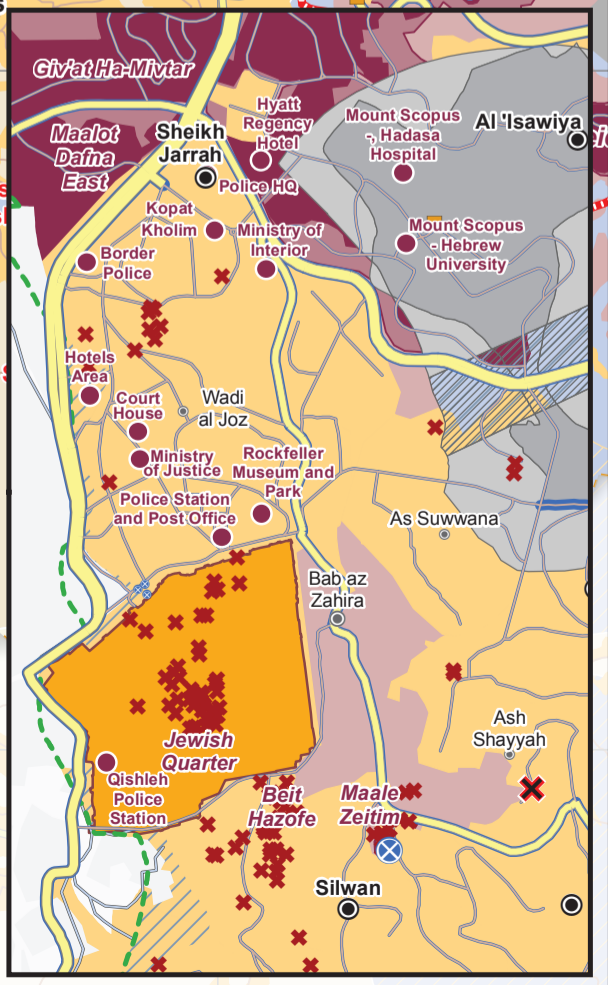 Giv'at Ha-Mivtar
Hyatt
Regency
Hotel
Mount Scopus
-, Hadasa
Hospital
Al 'Isawiya
Maalot
Dafna
East
Sheikh
Jarrah
Police HQ
Kopat
Kholim
Ministry of
Interior
Mount Scopus
- Hebrew
University
Border
Police
Hotels
Area
Court
House
Wadi
al Joz
Ministry
of Justice
Rockfeller
Museum and
Park
Police Station
and Post Office
As Suwwana
Bab az
Zahira
Jewish
Quarter
Ash
Shayyah
Qishleh
Police
Station
Beit
Hazofe
Maale
Zeitim
Silwan